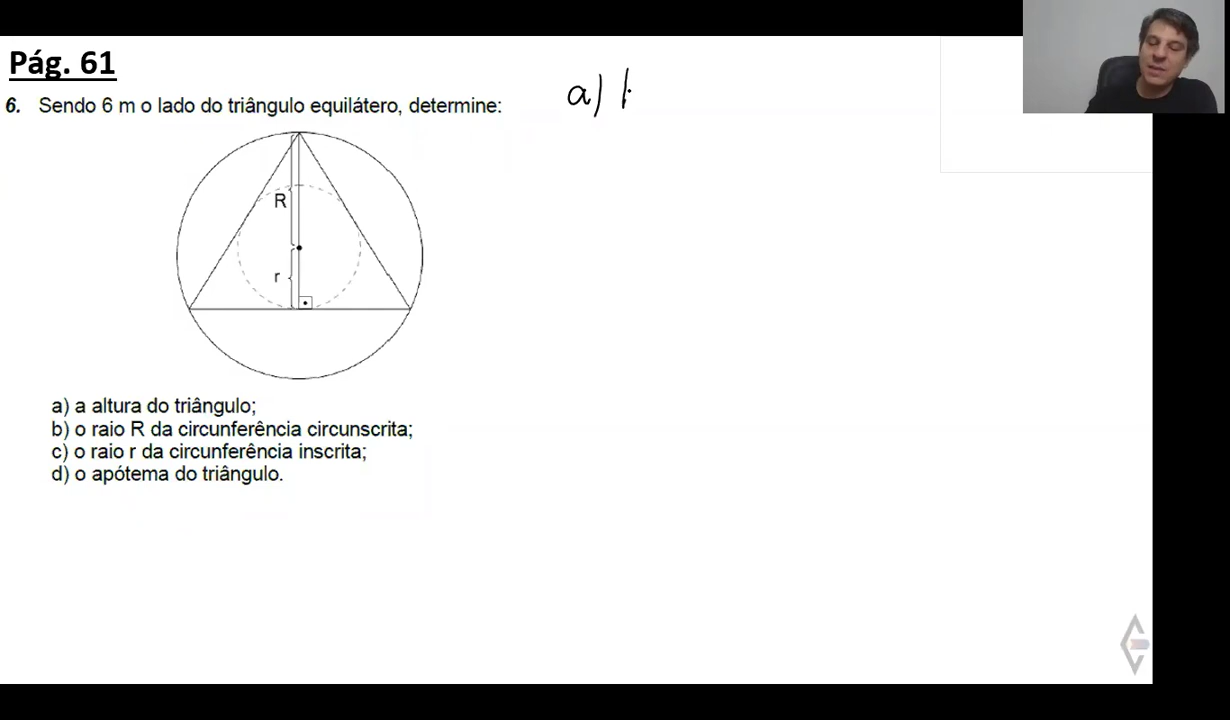 Pág. 61
6. Sendo 6 m o lado do triângulo equilátero, determine:
a)
R
r
a) a altura do triângulo;
b) o raio R da circunferência circunscrita;
c) o raio r da circunferência inscrita;
d) o apótema do triângulo.